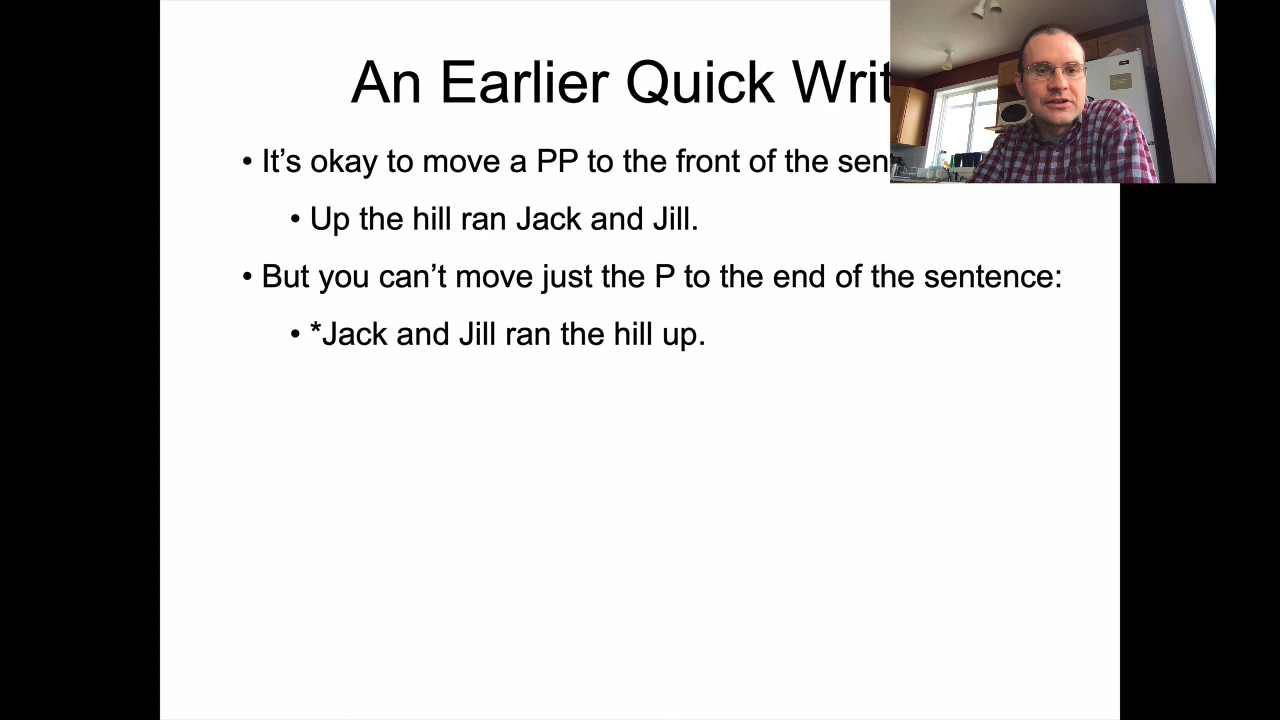 An Earlier Quick Writ
• It’s okay to move a PP to the front of the sen
• Up the hill ran Jack and Jill.
• But you can’t move just the P to the end of the sentence:
• *Jack and Jill ran the hill up.